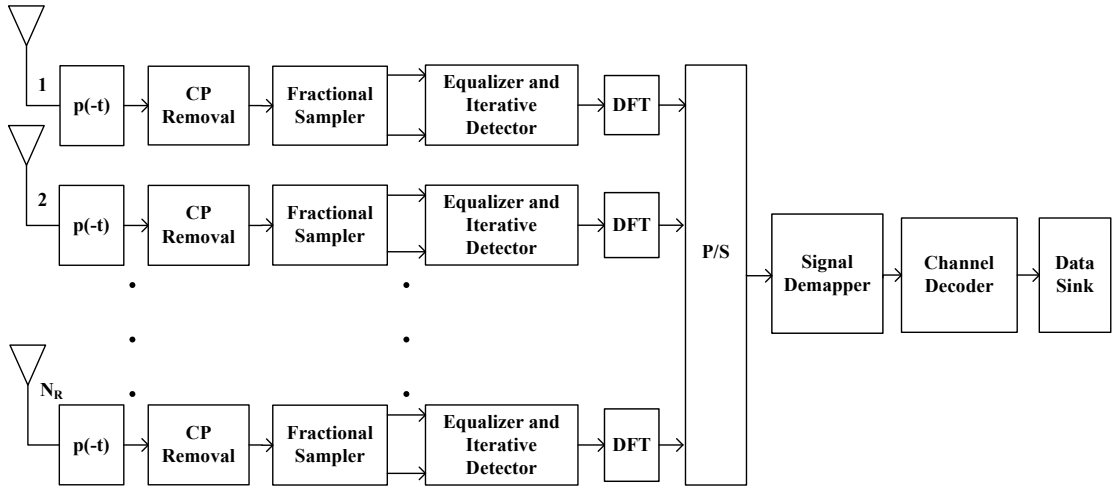 1
p(-t)
CP
Removal
Fractional
Sampler
Equalizer and
Iterative
Detector
DFT
2
p(-t)
CP
Removal
Fractional
Sampler
Equalizer and
Iterative
Detector
DFT
P/S
Signal
Demapper
Channel
Decoder
Data
Sink
N_R
p(-t)
CP
Removal
Fractional
Sampler
Equalizer and
Iterative
Detector
DFT